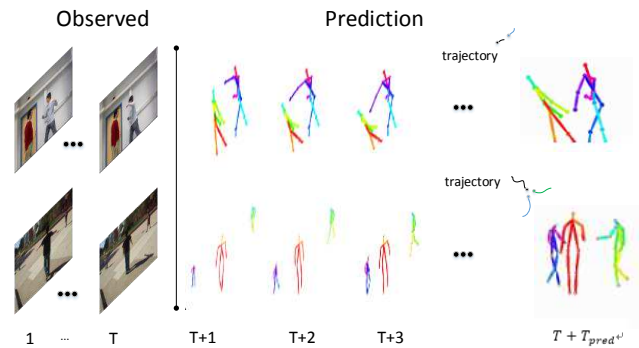 Observed
Prediction
trajectory
•••
•••
•••
trajectory
•••
1 ... T T+1 T+2 T+3 T + T_pred↵